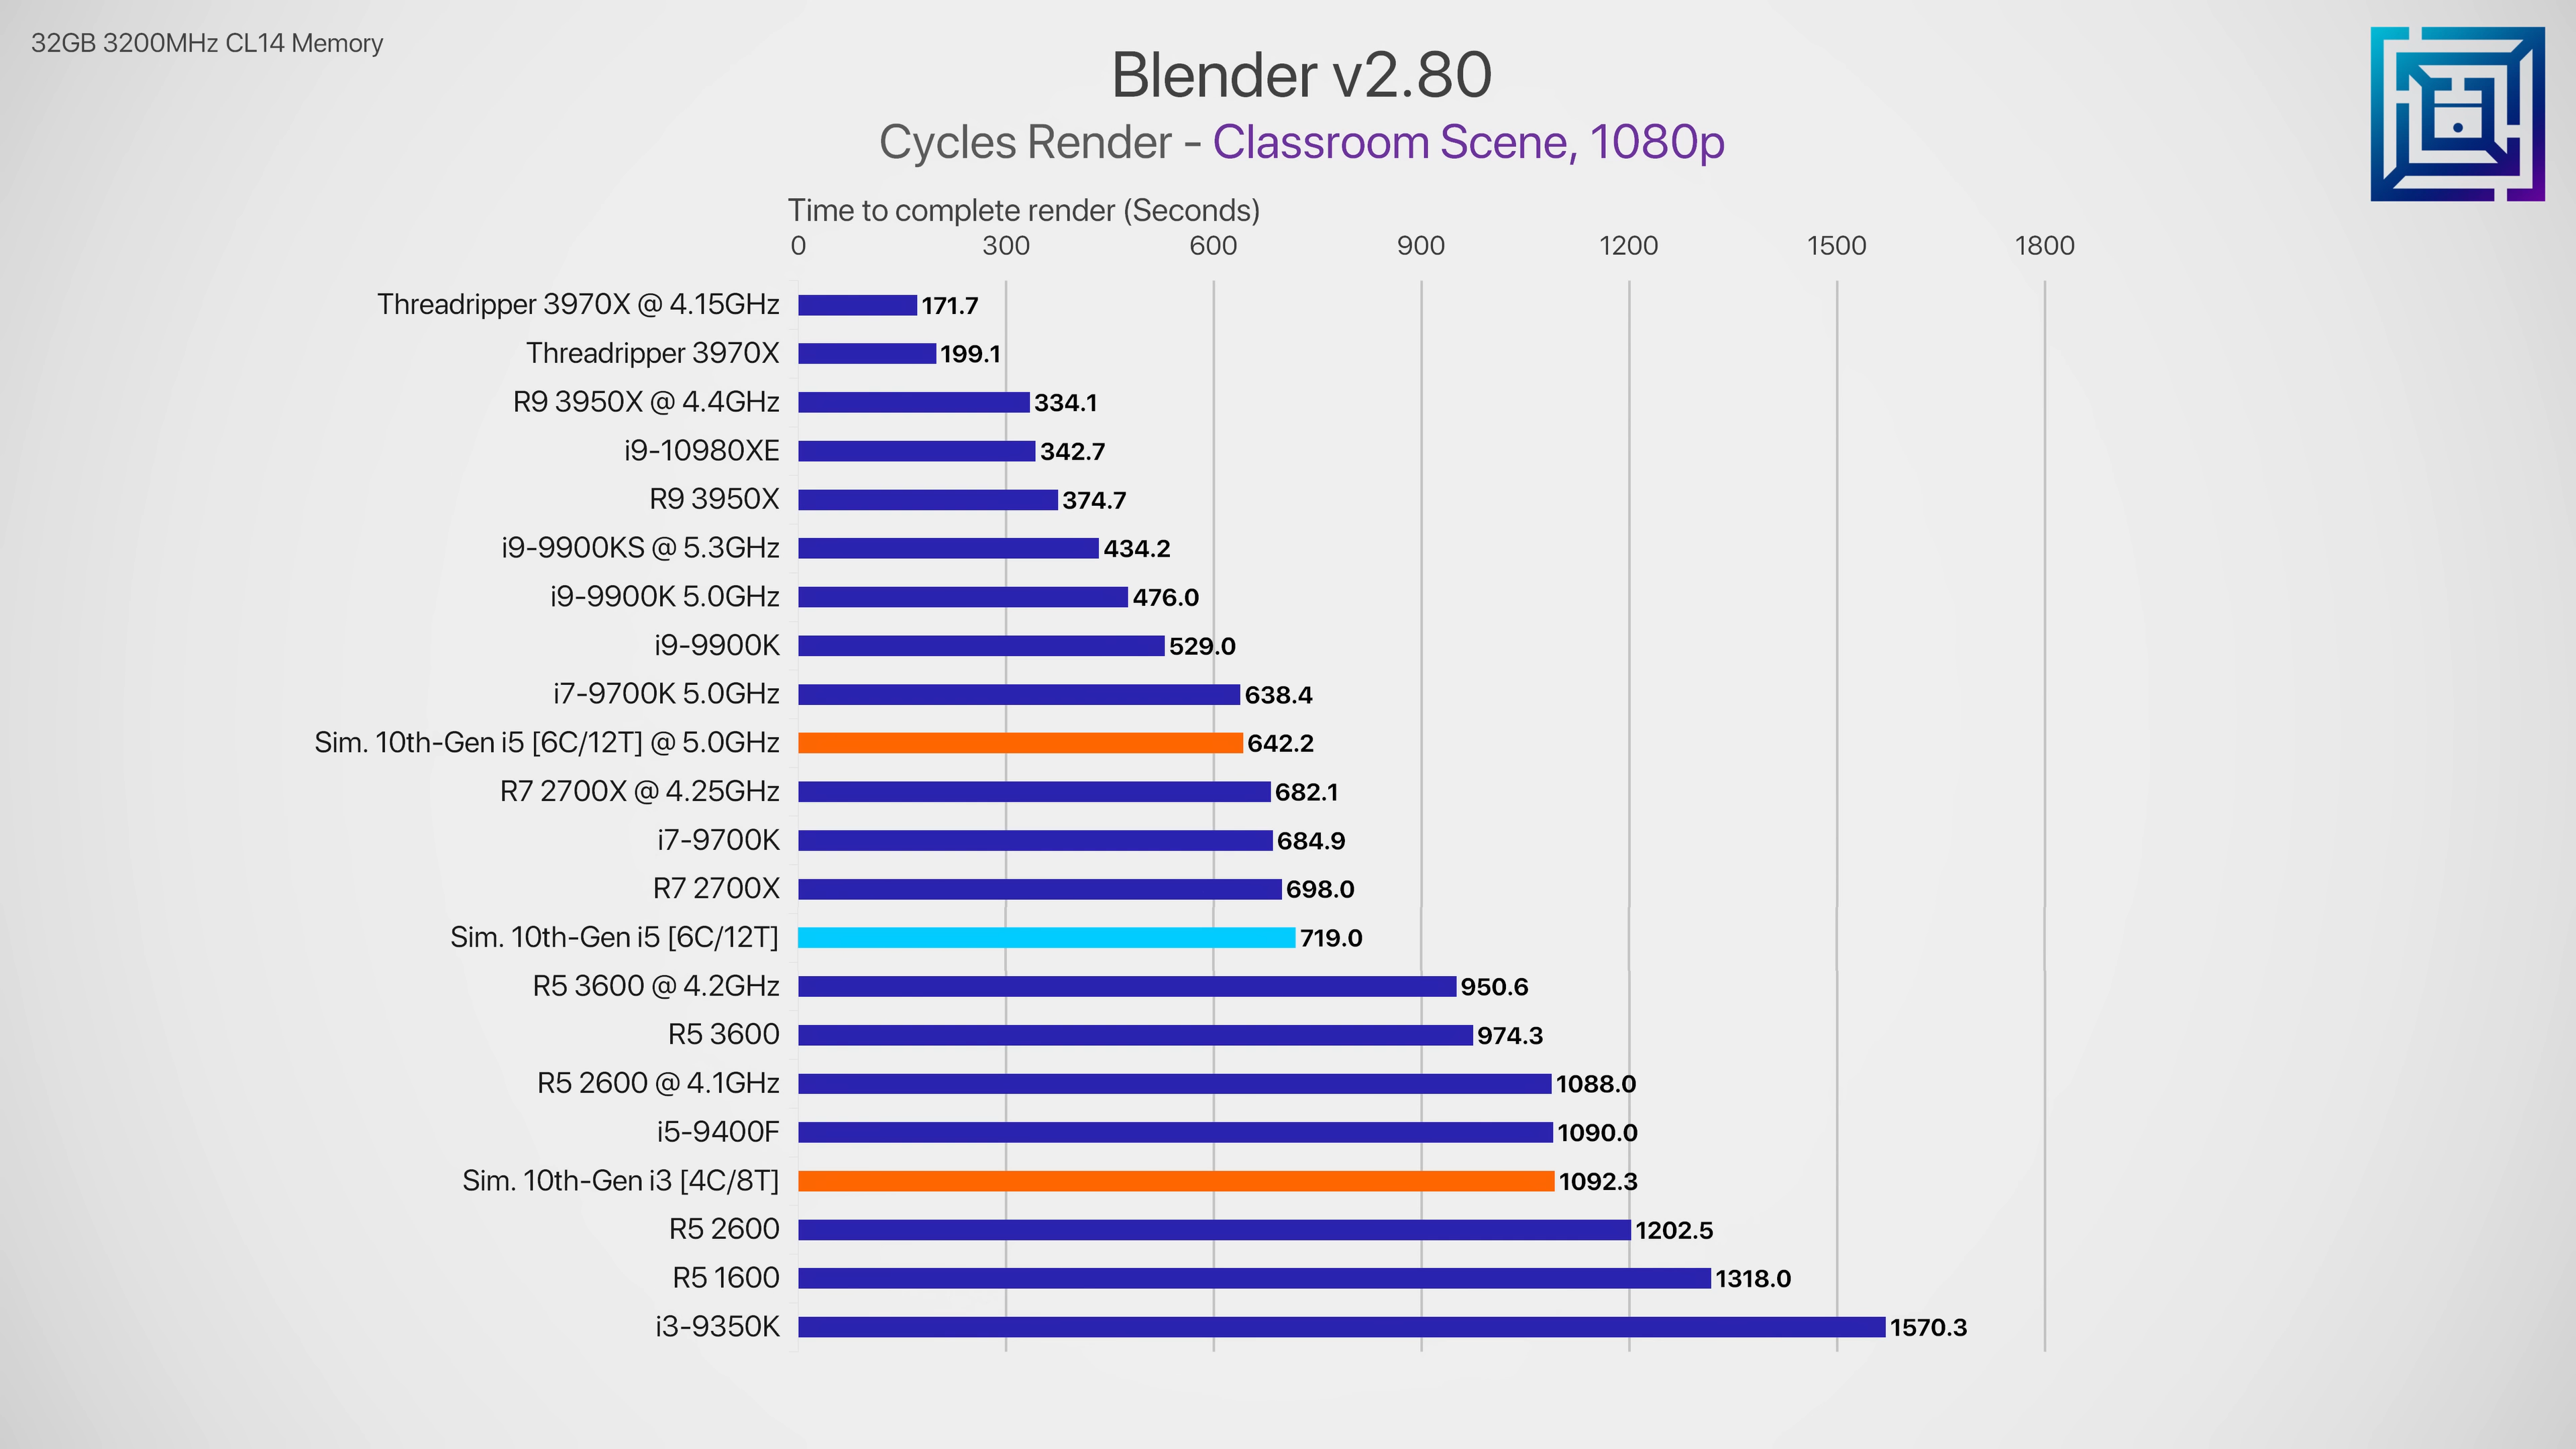 32GB 3200MHz CL14 Memory
Blender v2.80
Cycles Render - Classroom Scene, 1080p
Time to complete render (Seconds)
0 300 600 900 1200 1500 1800
Threadripper 3970X @ 4.15GHz 171.7
Threadripper 3970X 199.1
R9 3950X @ 4.4GHz 334.1
i9-10980XE 342.7
R9 3950X 374.7
i9-9900KS @ 5.3GHz 434.2
i9-9900K 5.0GHz 476.0
i9-9900K 529.0
i7-9700K 5.0GHz 638.4
Sim. 10th-Gen i5 [6C/12T] @ 5.0GHz 642.2
R7 2700X @ 4.25GHz 682.1
i7-9700K 684.9
R7 2700X 698.0
Sim. 10th-Gen i5 [6C/12T] 719.0
R5 3600 @ 4.2GHz 950.6
R5 3600 974.3
R5 2600 @ 4.1GHz 1088.0
i5-9400F 1090.0
Sim. 10th-Gen i3 [4C/8T] 1092.3
R5 2600 1202.5
R5 1600 1318.0
i3-9350K 1570.3